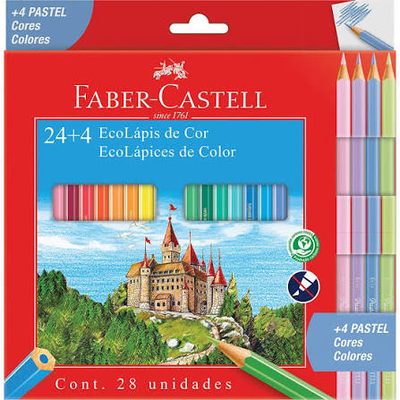 +4 PASTEL
Cores
Colores
FABER-CASTELL
since 1761
24+4 EcoLápis de Cor
EcoLápices de Color
+4 PASTEL
Cores
Colores
Cont. 28 unidades